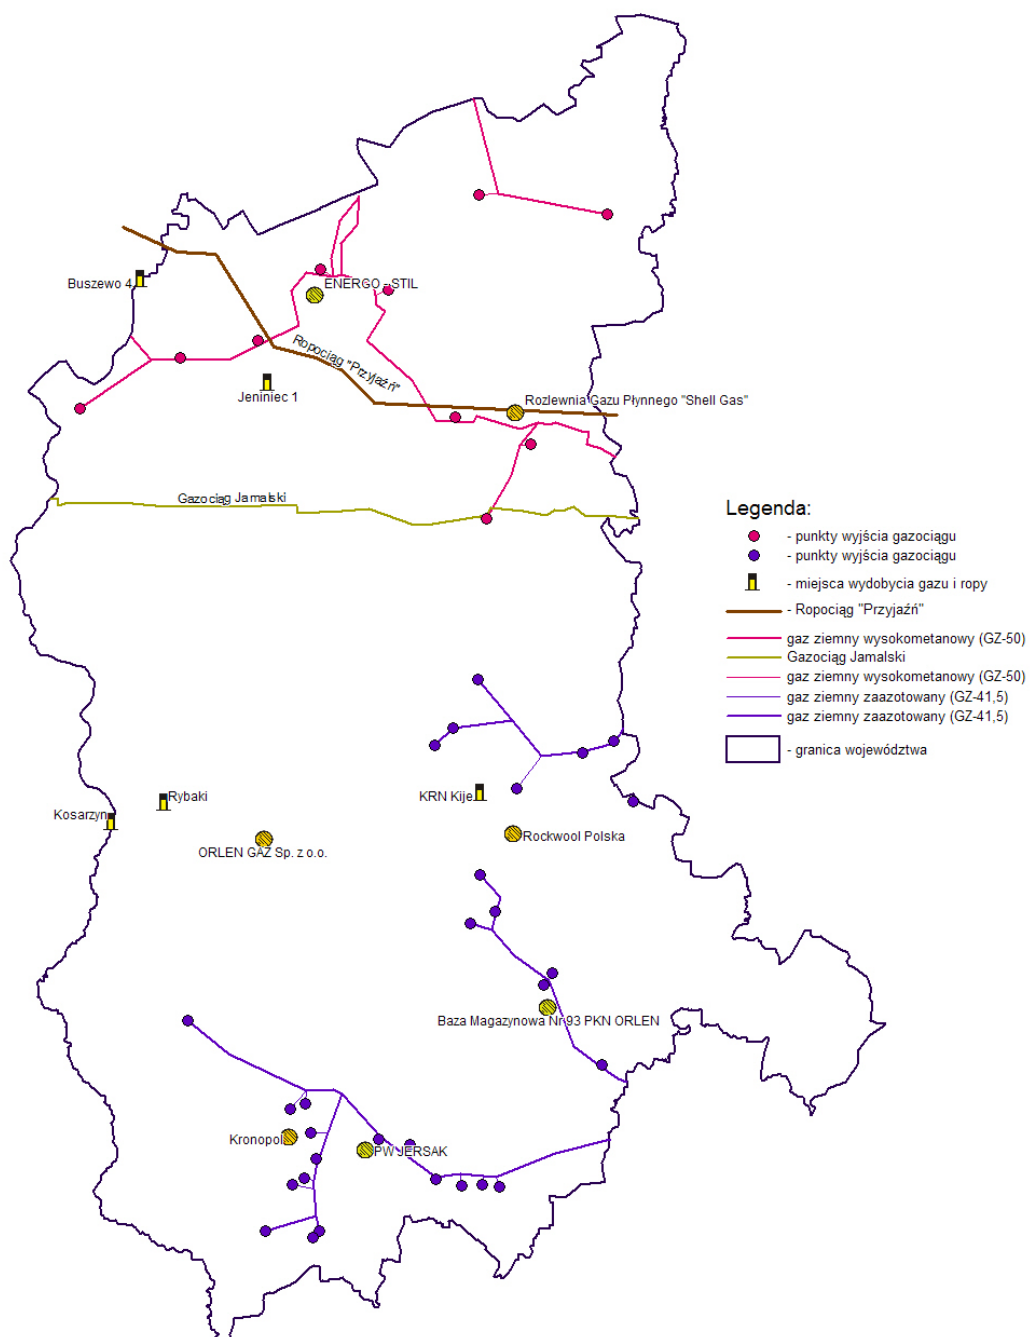 Buszewo 4
ENERGO - STIL
Ropociąg "Przyjaźń"
Jeniniec 1
Rozlewnia Gazu Płynnego "Shell Gas"
Gazociąg Jamalski
Legenda:
- punkty wyjścia gazociągu
- punkty wyjścia gazociągu
- miejsca wydobycia gazu i ropy
- Ropociąg "Przyjaźń"
gaz ziemny wysokometanowy (GZ-50)
Gazociąg Jamalski
gaz ziemny wysokometanowy (GZ-50)
gaz ziemny zaazotowany (GZ-41,5)
gaz ziemny zaazotowany (GZ-41,5)
- granica województwa
Rybaki
KRN Kije
Kosarzyn
Rockwool Polska
ORLEN GAZ Sp. z o.o.
Baza Magazynowa Nr 93 PKN ORLEN
Kronopol
PW JERSAK